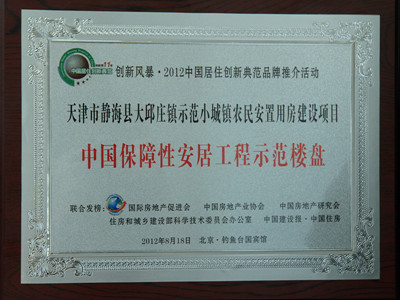 创新风暴·2012中国居住创新典范品牌推介活动
天津市静海县大邱庄镇示范小城镇农民安置用房建设项目
中国保障性安居工程示范楼盘
联合发榜: 国际房地产促进会 中国房地产业协会 中国房地产研究会
住房和城乡建设部科学技术委员会办公室 中国建设报·中国住房
2012年8月18日 北京·钓鱼台国宾馆